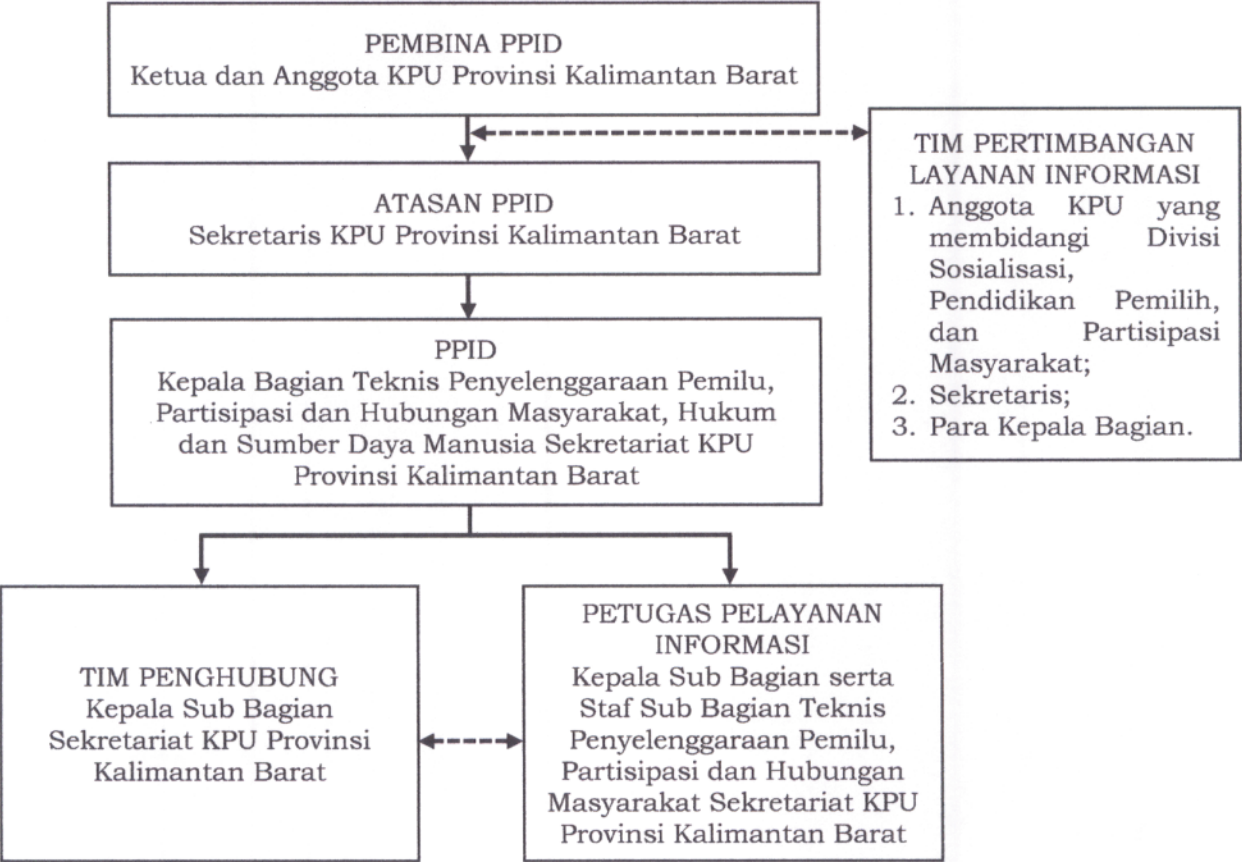 PEMBINA PPID
Ketua dan Anggota KPU Provinsi Kalimantan Barat
TIM PERTIMBANGAN
LAYANAN INFORMASI
1. Anggota KPU yang
membidangi Divisi
Sosialisasi,
Pendidikan Pemilih,
dan Partisipasi
Masyarakat;
2. Sekretaris;
3. Para Kepala Bagian.
ATASAN PPID
Sekretaris KPU Provinsi Kalimantan Barat
PPID
Kepala Bagian Teknis Penyelenggaraan Pemilu,
Partisipasi dan Hubungan Masyarakat, Hukum
dan Sumber Daya Manusia Sekretariat KPU
Provinsi Kalimantan Barat
TIM PENGHUBUNG
Kepala Sub Bagian
Sekretariat KPU Provinsi
Kalimantan Barat
PETUGAS PELAYANAN
INFORMASI
Kepala Sub Bagian serta
Staf Sub Bagian Teknis
Penyelenggaraan Pemilu,
Partisipasi dan Hubungan
Masyarakat Sekretariat KPU
Provinsi Kalimantan Barat